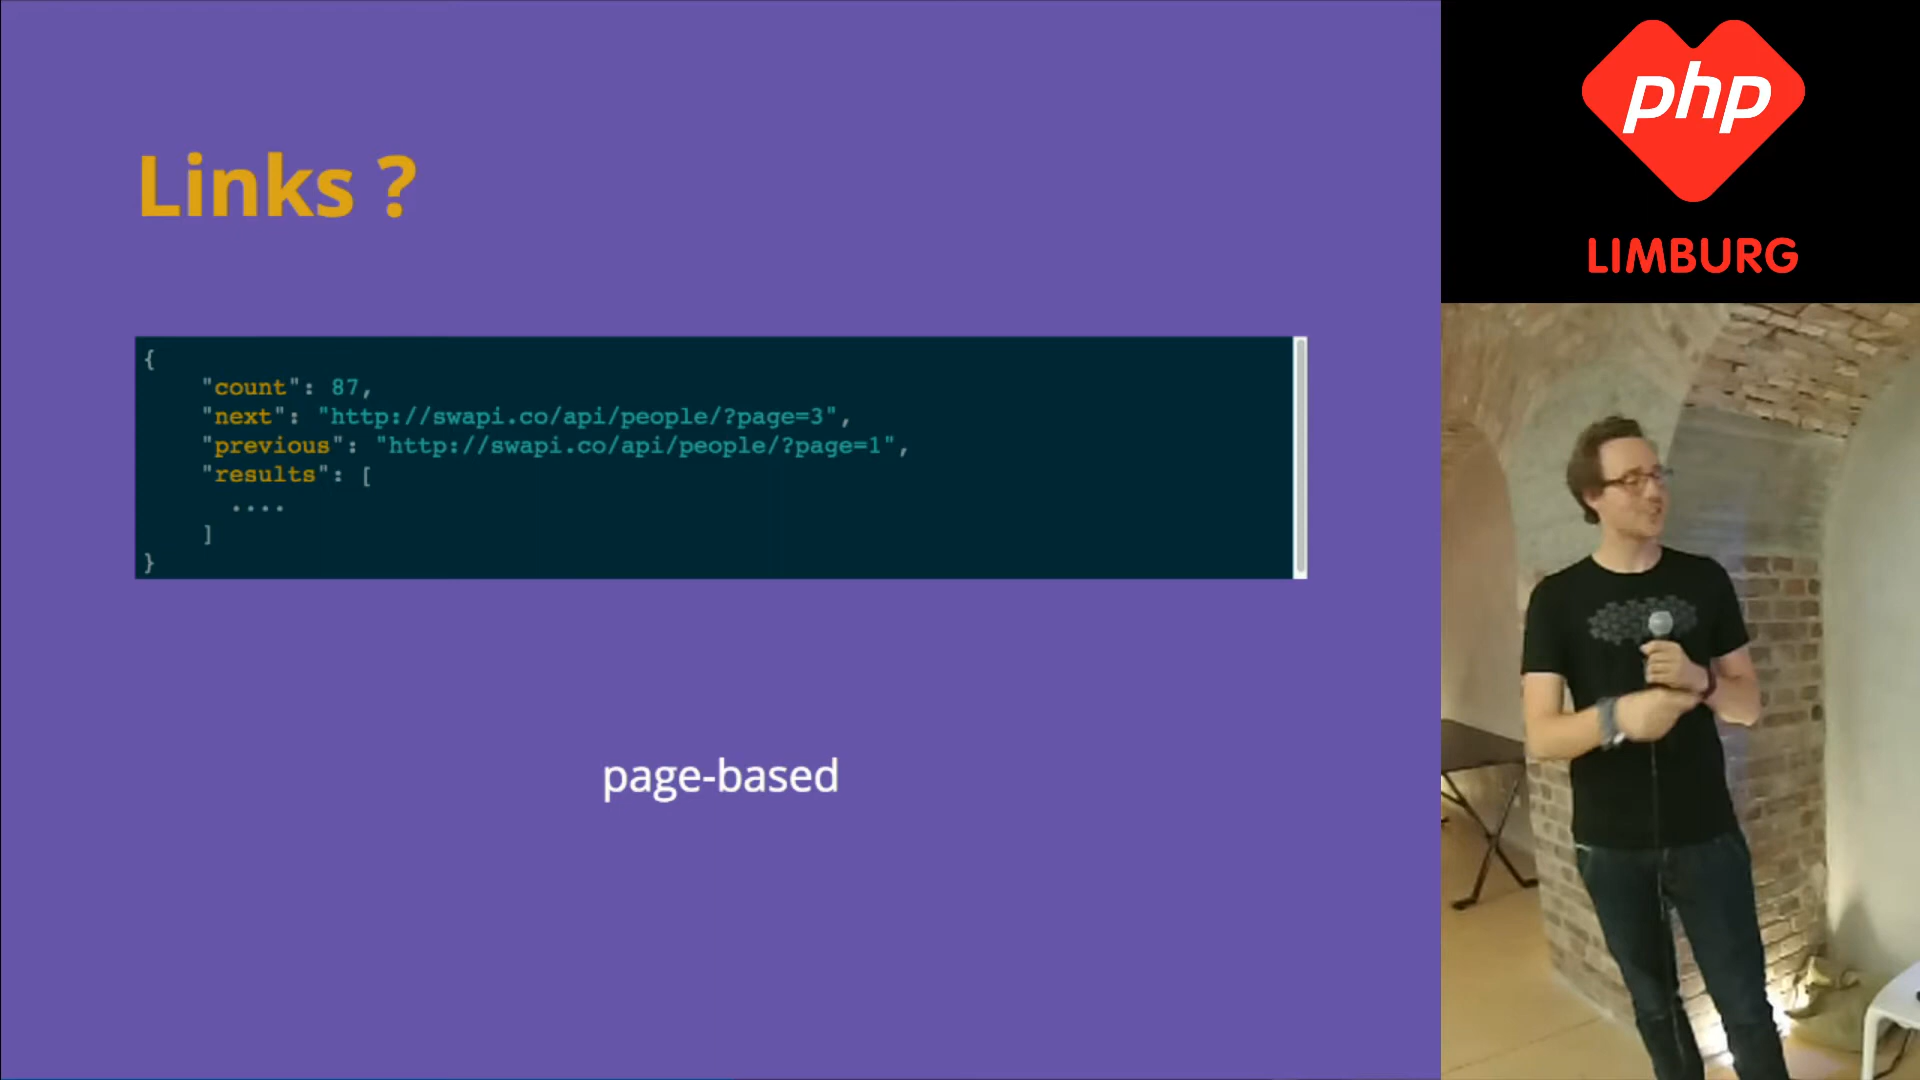 Links ?
{
"count": 87,
"next": "http://swapi.co/api/people/?page=3",
"previous": "http://swapi.co/api/people/?page=1",
"results": [
....
]
}
page-based
php
LIMBURG